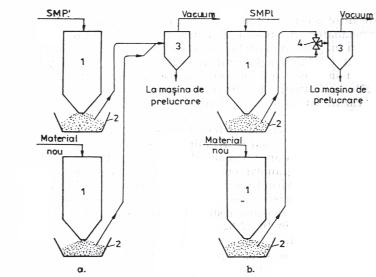 SMP.
Vacuum
1
3
La mașina de
prelucrare
2
Material
nou
1
2
a.
SMPL
Vacuum
4
1
3
La mașina de
prelucrare
2
Material
nou
1
2
b.